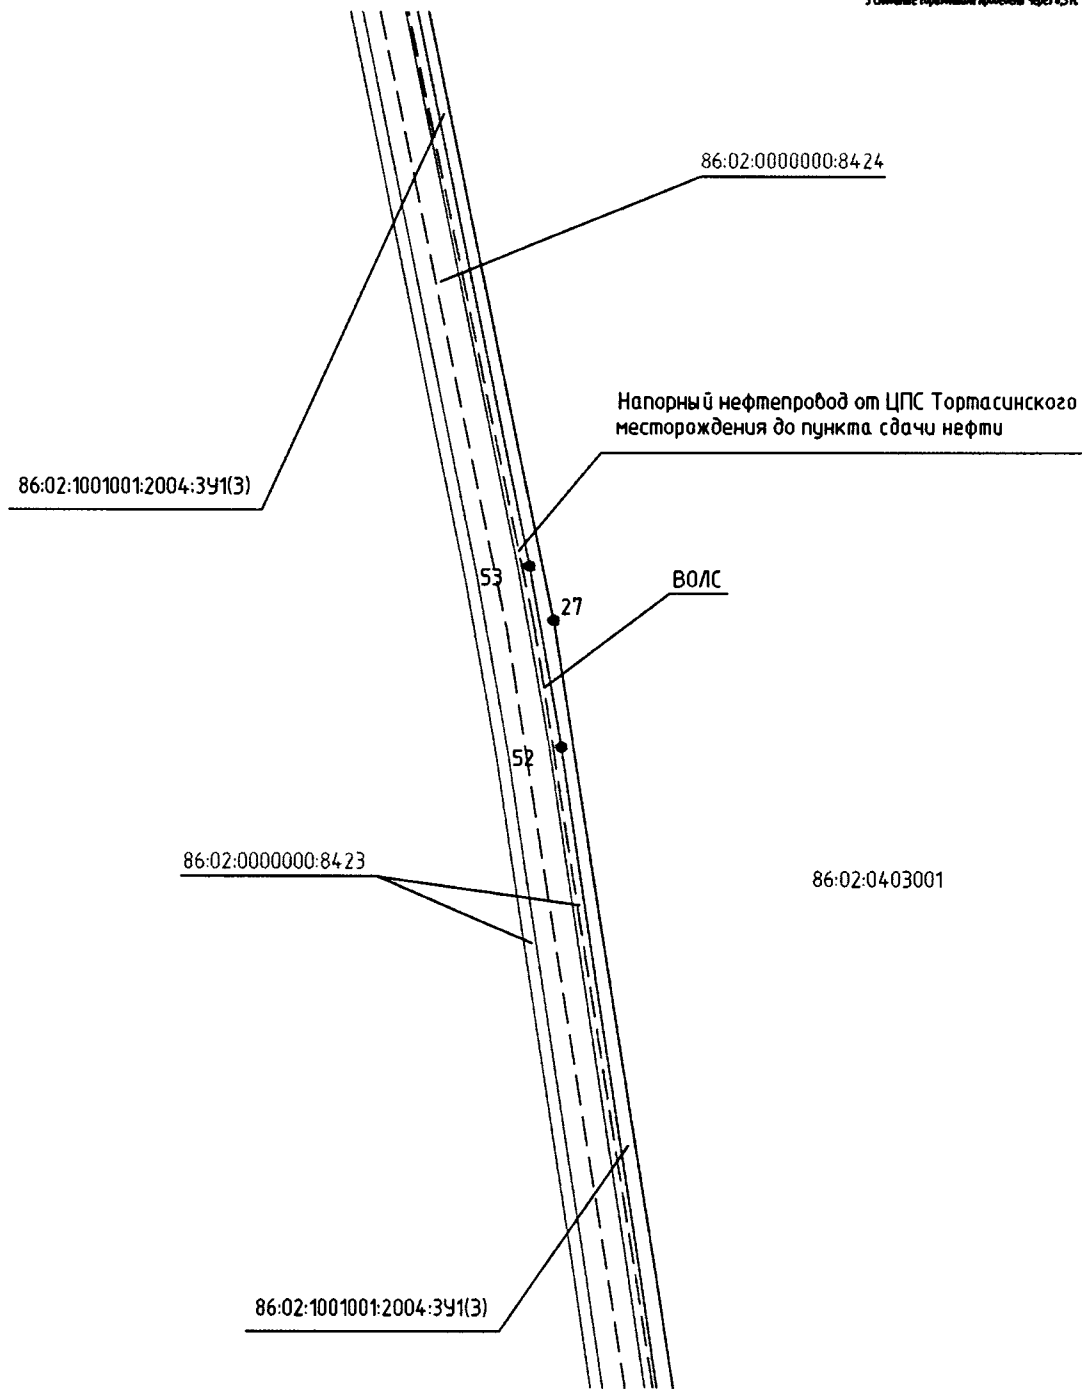 86:02:0000000:8424
Напорный нефтепровод от ЦПС Тортасинского
месторождения до пункта сдачи нефти
86:02:1001001:2004:ЗУ1(3)
53
ВОЛС
27
52
86:02:0000000:8423
86:02:0403001
86:02:1001001:2004:ЗУ1(3)